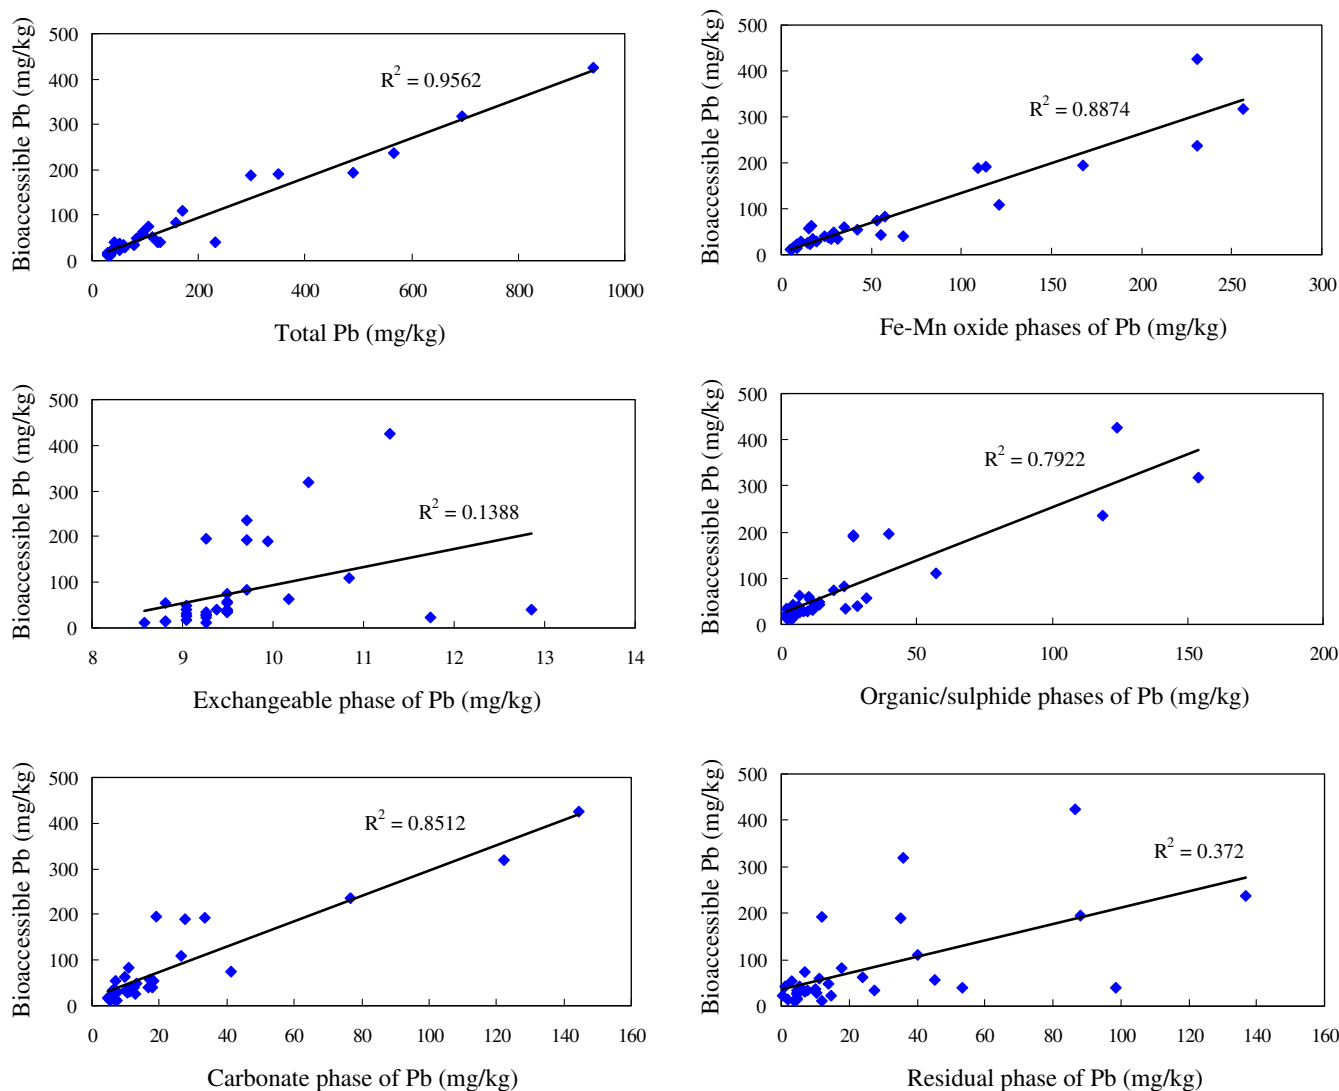 Bioaccessible Pb (mg/kg)
500
400
300
200
100
0
R² = 0.9562
0 200 400 600 800 1000
Total Pb (mg/kg)
Bioaccessible Pb (mg/kg)
500
400
300
200
100
0
R² = 0.8874
0 50 100 150 200 250 300
Fe-Mn oxide phases of Pb (mg/kg)
Bioaccessible Pb (mg/kg)
500
400
300
200
100
0
R² = 0.1388
8 9 10 11 12 13 14
Exchangeable phase of Pb (mg/kg)
Bioaccessible Pb (mg/kg)
500
400
300
200
100
0
R² = 0.7922
0 50 100 150 200
Organic/sulphide phases of Pb (mg/kg)
Bioaccessible Pb (mg/kg)
500
400
300
200
100
0
R² = 0.8512
0 20 40 60 80 100 120 140 160
Carbonate phase of Pb (mg/kg)
Bioaccessible Pb (mg/kg)
500
400
300
200
100
0
R² = 0.372
0 20 40 60 80 100 120 140 160
Residual phase of Pb (mg/kg)